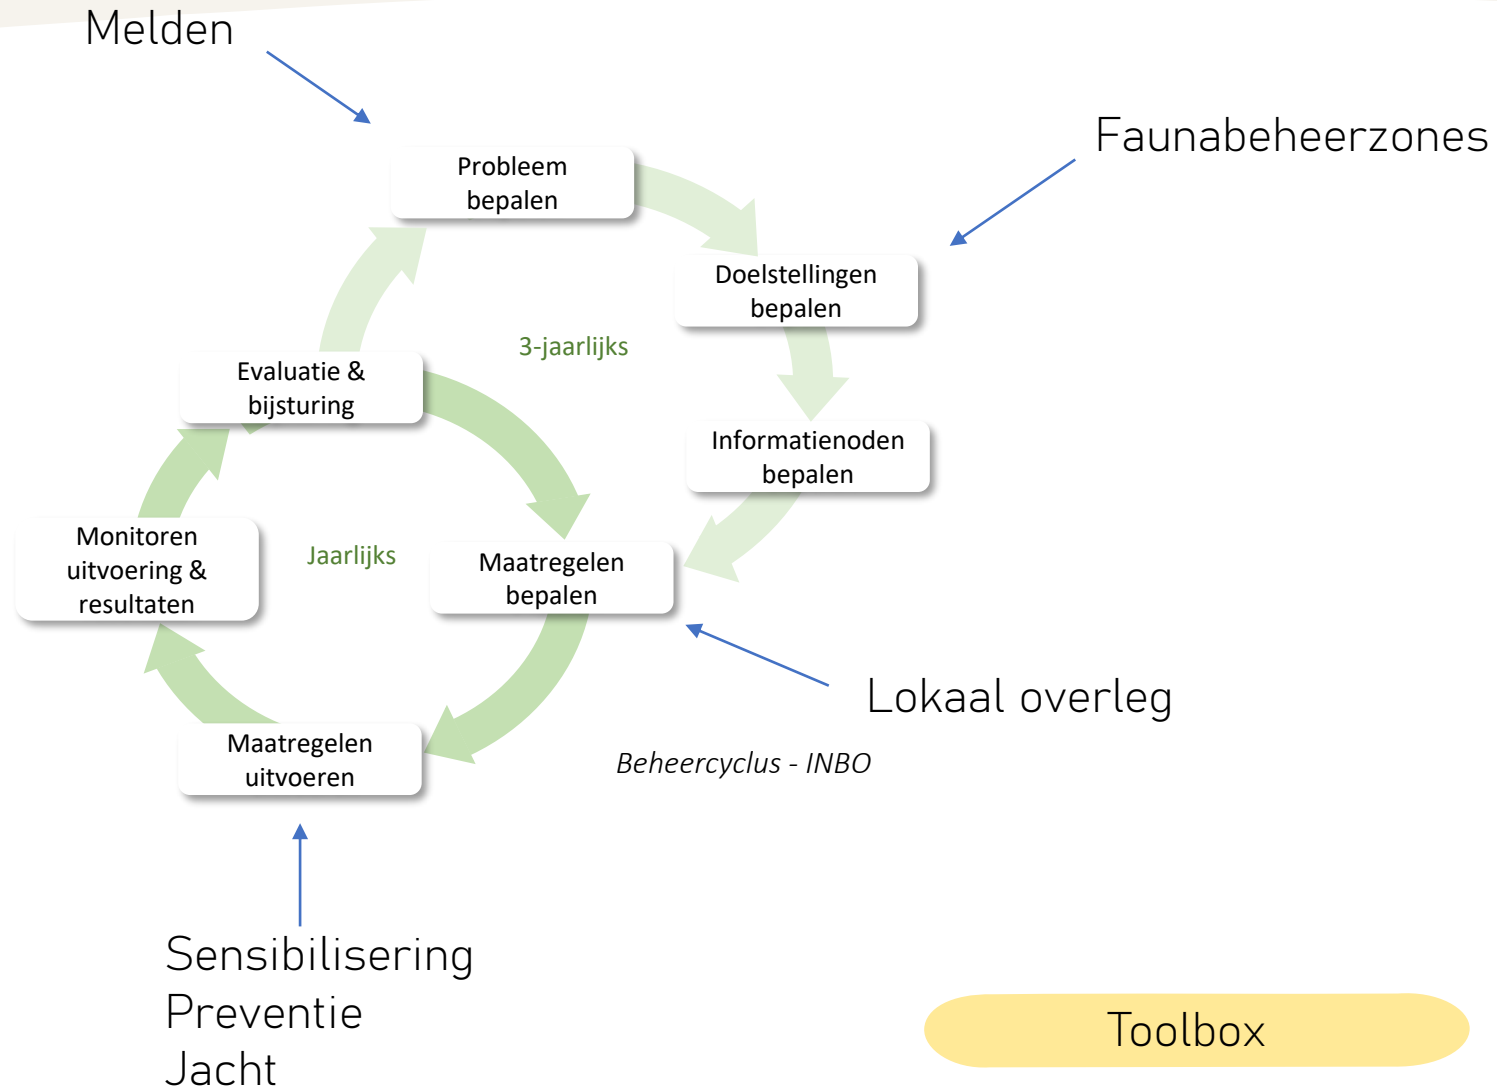 Melden
Faunabeheerzones
Probleem
bepalen
Doelstellingen
bepalen
3-jaarlijks
Evaluatie &
bijsturing
Informatienoden
bepalen
Monitoren
uitvoering &
resultaten
Jaarlijks
Maatregelen
bepalen
Lokaal overleg
Maatregelen
uitvoeren
Beheercyclus - INBO
Sensibilisering
Preventie
Jacht
Toolbox